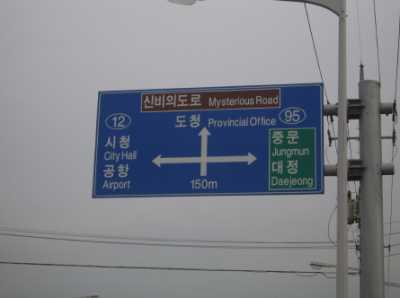 신비의도로 Mysterious Road
12
도청 Provincial Office
95
시청
City Hall
공항
Airport
중문
Jungmun
대정
Daejeong
150m